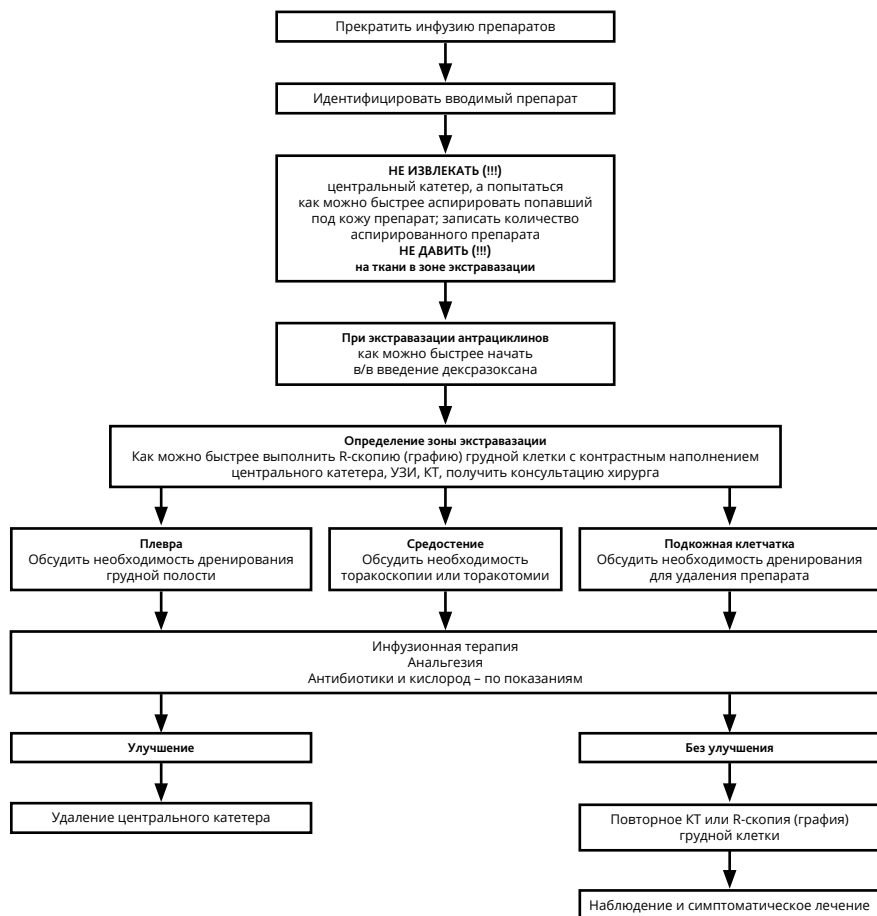 Прекратить инфузию препаратов
Идентифицировать вводимый препарат
НЕ ИЗВЛЕКАТЬ (!!!)
центральный катетер, а попытаться
как можно быстрее аспирировать попавший
под кожу препарат; записать количество
аспирированного препарата
НЕ ДАВИТЬ (!!!)
на ткани в зоне экстравазации
При экстравазации антрациклинов
как можно быстрее начать
в/в введение дексразоксана
Определение зоны экстравазации
Как можно быстрее выполнить R-скопию (графию) грудной клетки с контрастным наполнением
центрального катетера, УЗИ, КТ, получить консультацию хирурга
Плевра
Обсудить необходимость дренирования
грудной полости
Средостение
Обсудить необходимость
торакоскопии или торакотомии
Подкожная клетчатка
Обсудить необходимость дренирования
для удаления препарата
Инфузионная терапия
Анальгезия
Антибиотики и кислород – по показаниям
Улучшение
Удаление центрального катетера
Без улучшения
Повторное КТ или R-скопия (графия)
грудной клетки
Наблюдение и симптоматическое лечение